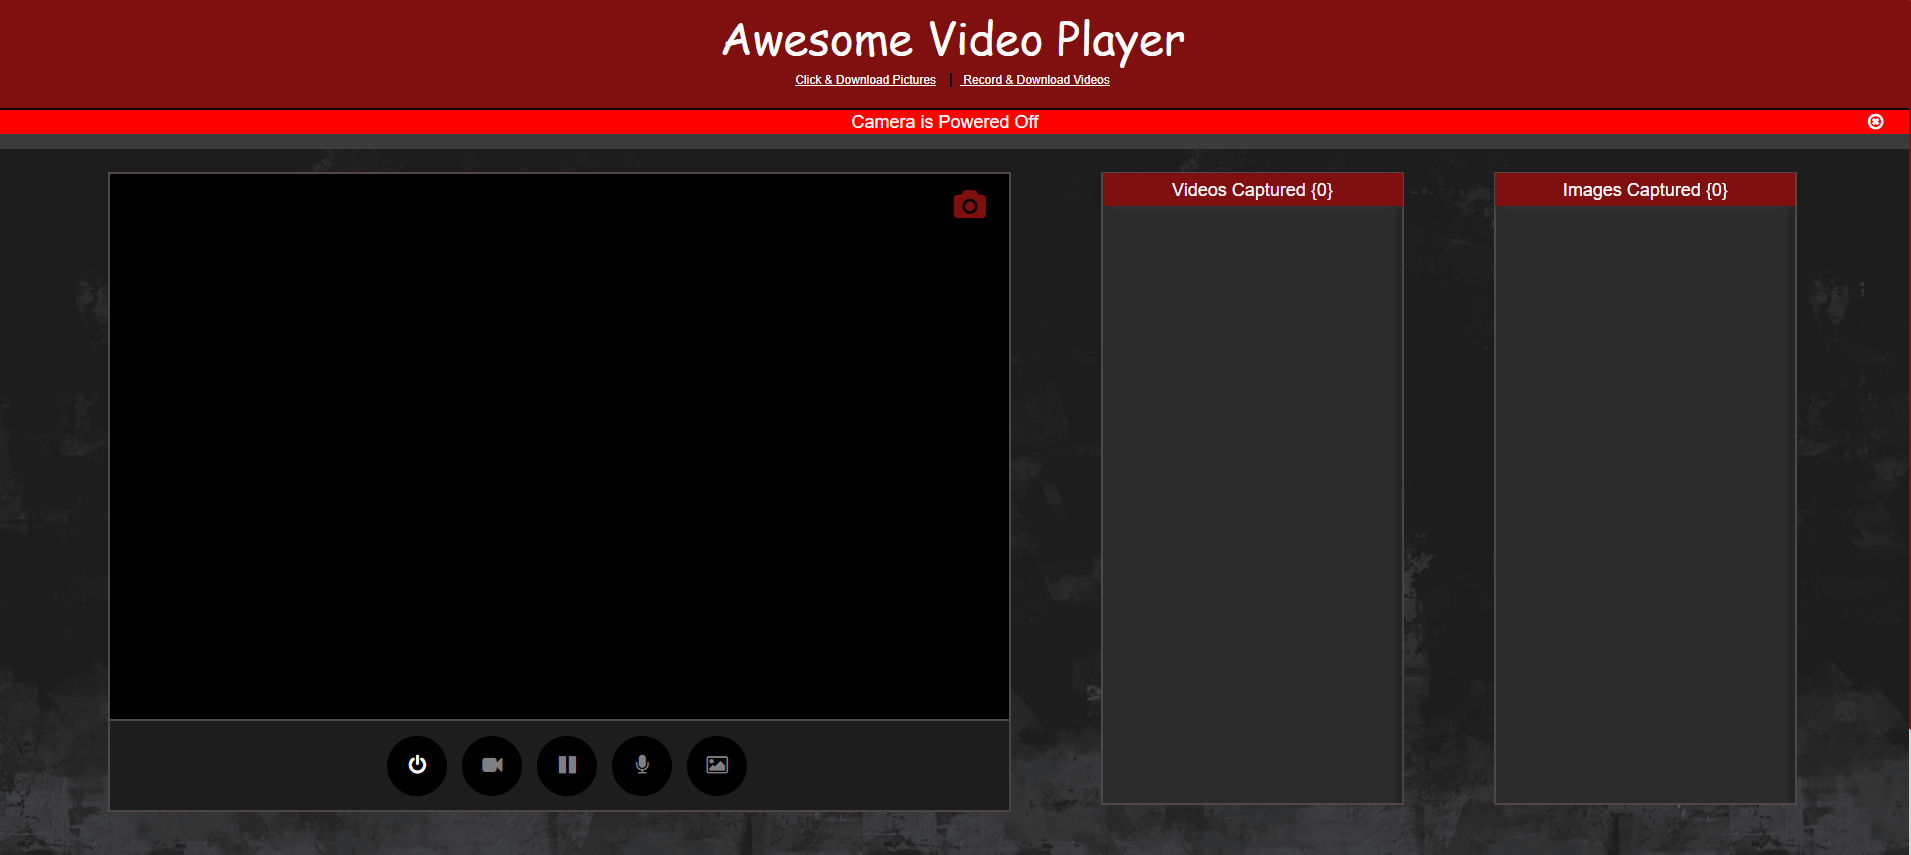 Awesome Video Player
Click & Download Pictures | Record & Download Videos
Camera is Powered Off
Videos Captured {0}
Images Captured {0}